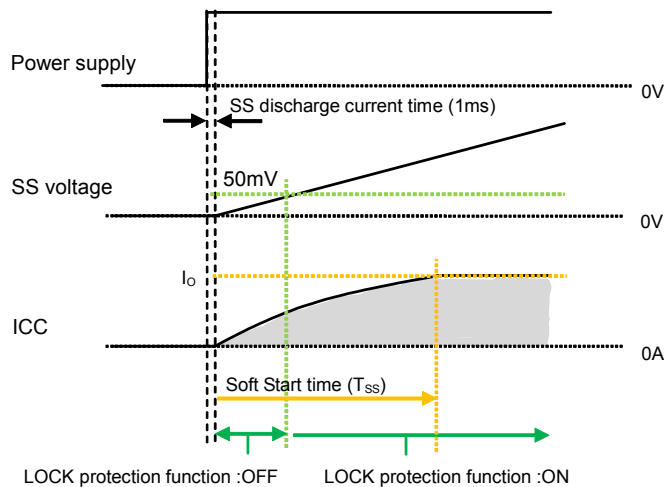 Power supply
0V
SS discharge current time (1ms)
50mV
SS voltage
0V
IO
ICC
0A
Soft Start time (TSS)
LOCK protection function :OFF
LOCK protection function :ON